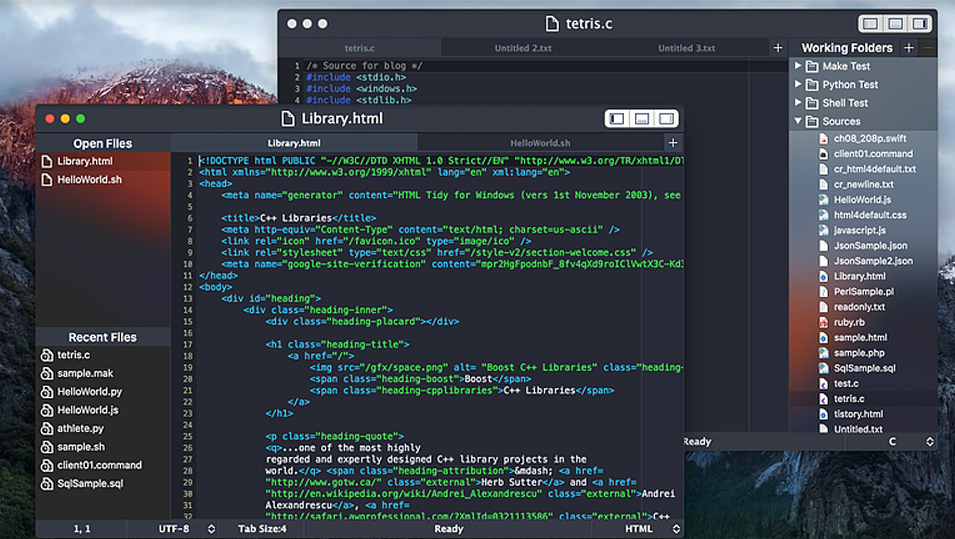 tetris.c
tetris.c
Untitled 2.txt
Untitled 3.txt
+
1 /* Source for blog */
2 #include <stdio.h>
3 #include <windows.h>
4 #include <stdlib.h>
Working Folders + −
Make Test
Python Test
Shell Test
Sources
ch08_208p.swift
client01.command
cr_html4default.txt
cr_newline.txt
HelloWorld.js
html4default.css
javascript.js
JsonSample.json
JsonSample2.json
Library.html
PerlSample.pl
readonly.txt
ruby.rb
sample.html
sample.php
SqlSample.sql
test.c
tetris.c
tistory.html
Untitled.txt
Ready
C
Library.html
Open Files
Library.html
HelloWorld.sh
Recent Files
tetris.c
sample.mak
HelloWorld.py
HelloWorld.js
athlete.py
sample.sh
client01.command
SqlSample.sql
Library.html
HelloWorld.sh
+
1 <!DOCTYPE html PUBLIC "-//W3C//DTD XHTML 1.0 Strict//EN" "http://www.w3.org/TR/xhtml1/DT
2 <html xmlns="http://www.w3.org/1999/xhtml" lang="en" xml:lang="en">
3 <head>
4 <meta name="generator" content="HTML Tidy for Windows (vers 1st November 2003), see
5
6 <title>C++ Libraries</title>
7 <meta http-equiv="Content-Type" content="text/html; charset=us-ascii" />
8 <link rel="icon" href="/favicon.ico" type="image/ico" />
9 <link rel="stylesheet" type="text/css" href="/style-v2/section-welcome.css" />
10 <meta name="google-site-verification" content="mpr2HgFpodnbF_8fv4qXd9roIClVwtX3C-Kd3
11 </head>
12 <body>
13 <div id="heading">
14 <div class="heading-inner">
15 <div class="heading-placard"></div>
16
17 <h1 class="heading-title">
18 <a href="/">
19 <img src="/gfx/space.png" alt= "Boost C++ Libraries" class="heading-
20 <span class="heading-boost">Boost</span>
21 <span class="heading-cpplibraries">C++ Libraries</span>
22 </a>
23 </h1>
24
25 <p class="heading-quote">
26 <q>...one of the most highly
27 regarded and expertly designed C++ library projects in the
28 world.</q> <span class="heading-attribution">&mdash; <a href=
29 "http://www.gotw.ca/" class="external">Herb Sutter</a> and <a href=
30 "http://en.wikipedia.org/wiki/Andrei_Alexandrescu" class="external">Andrei
31 Alexandrescu</a>, <a href=
32 "http://safari.awprofessional.com/?XmlId=0321113586" class="external">C++
1, 1
UTF-8
Tab Size:4
Ready
HTML